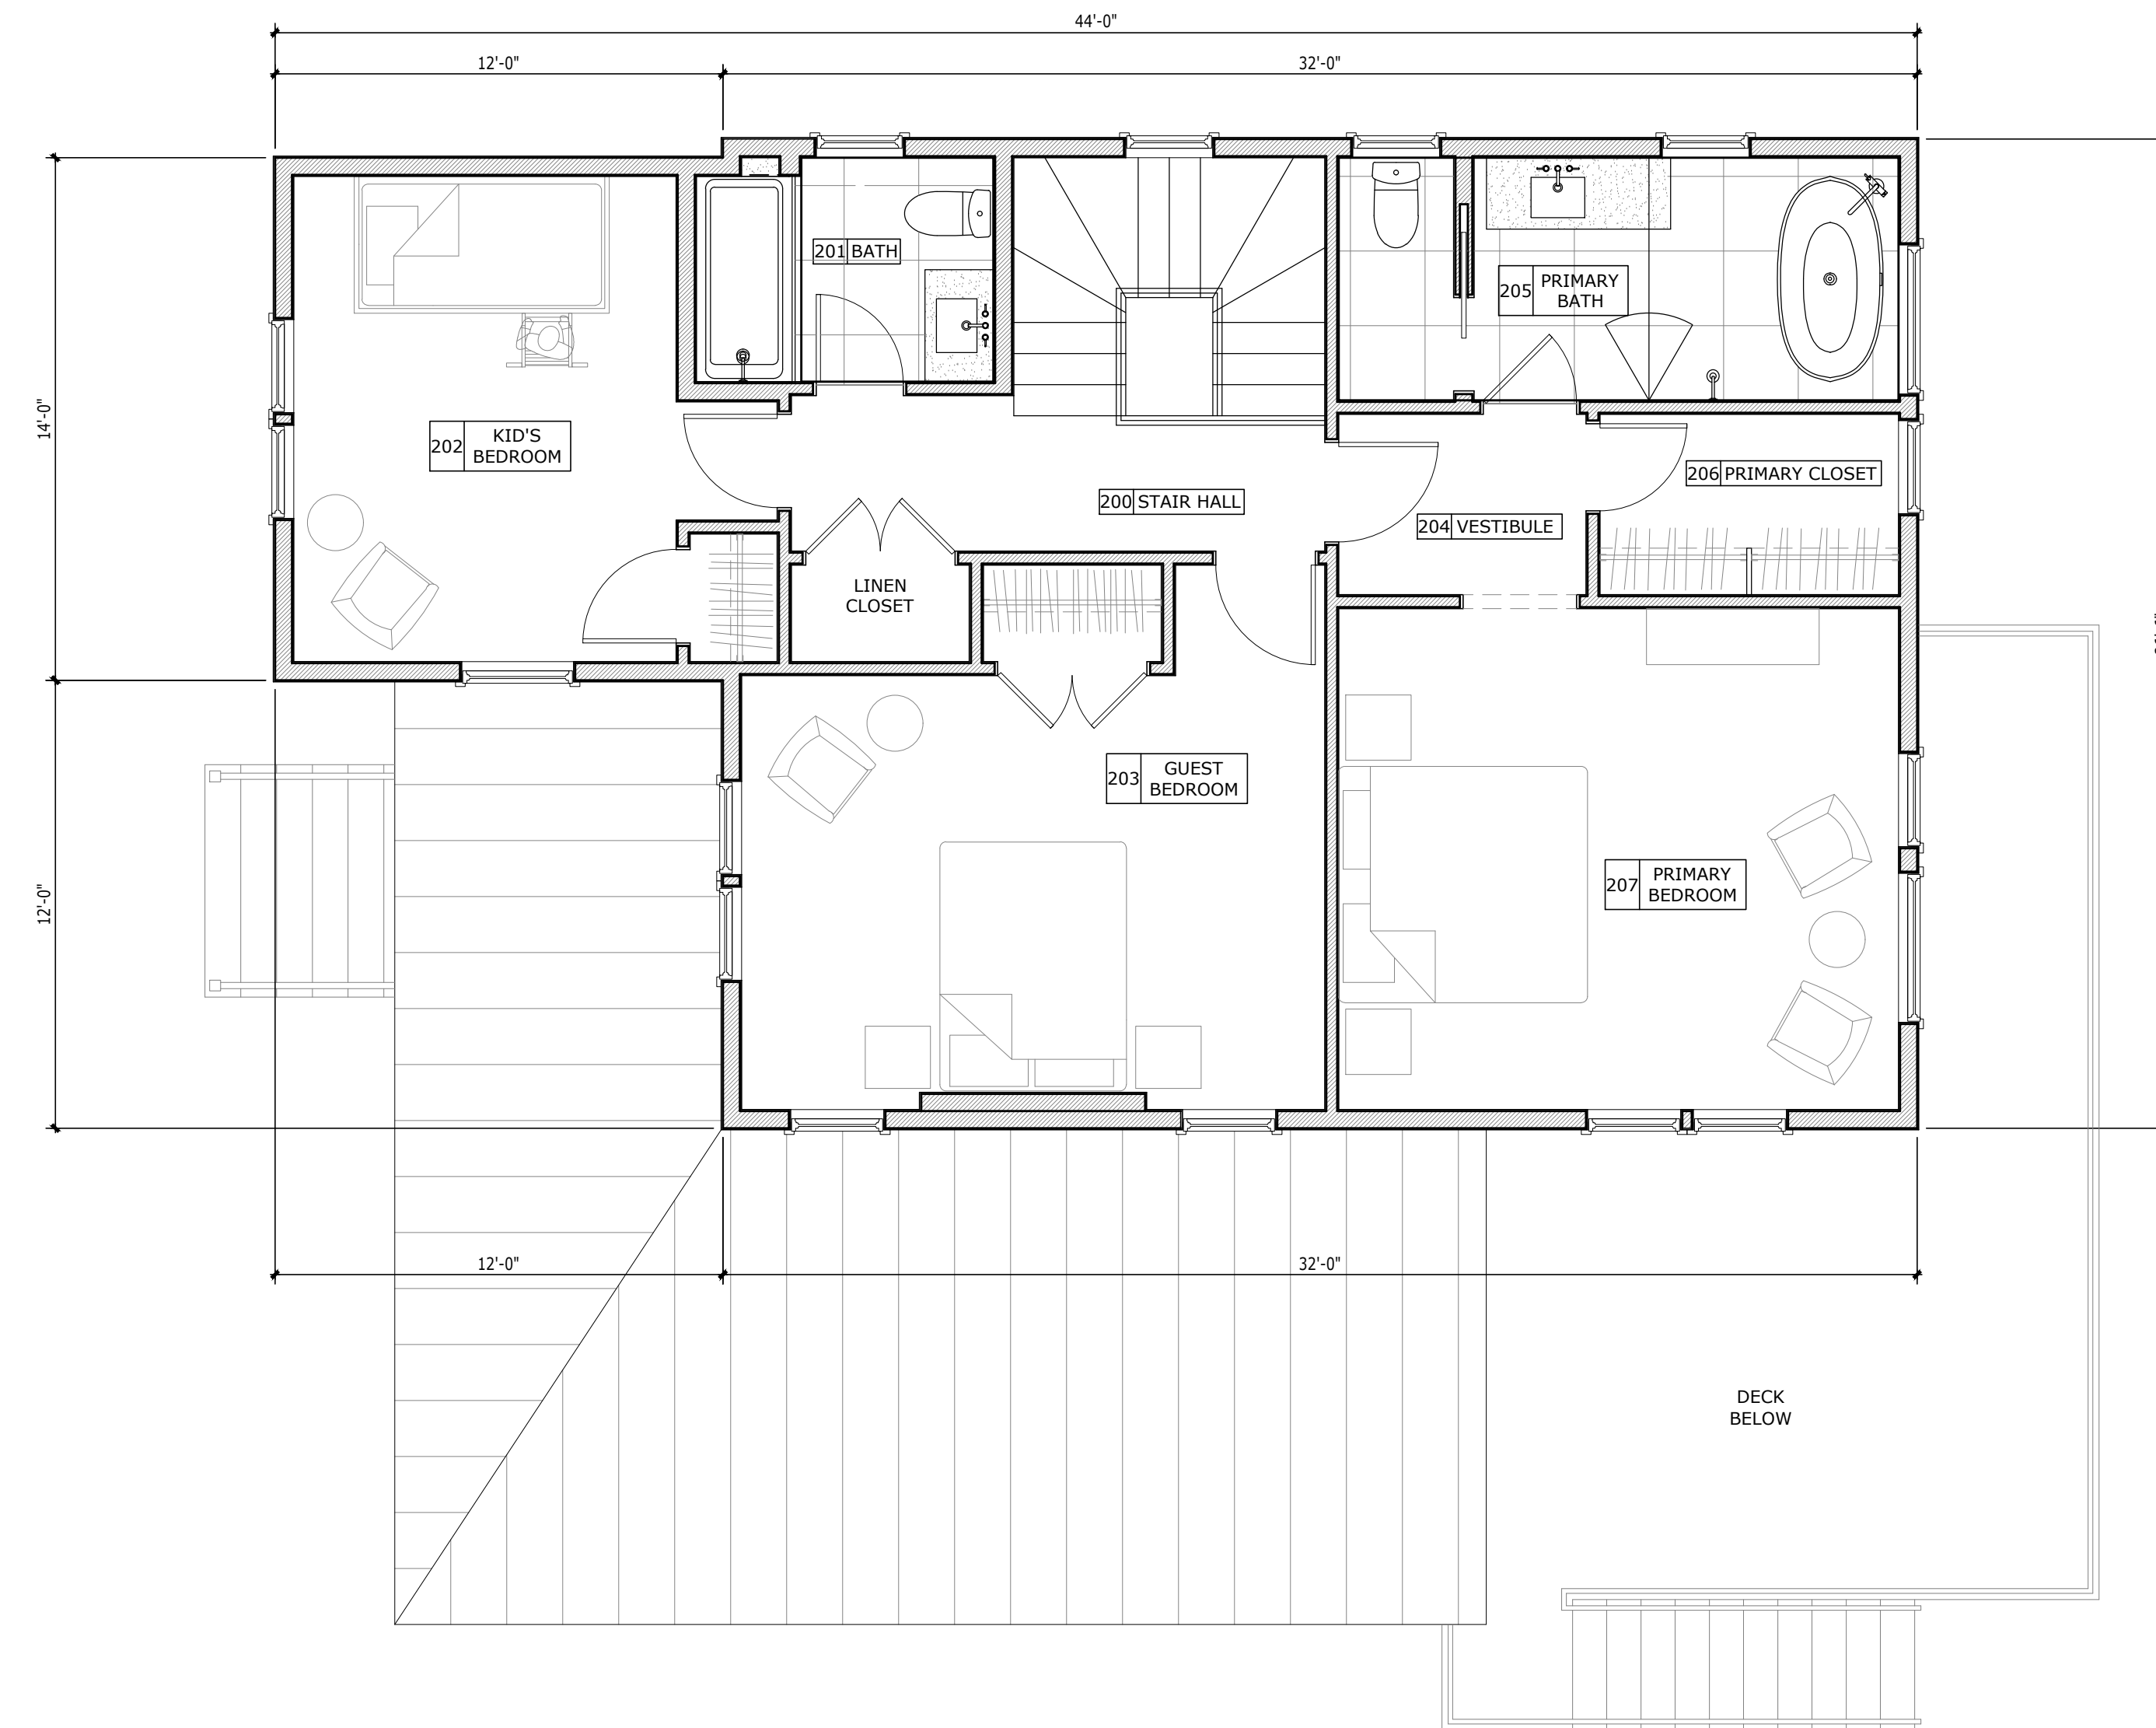 44'-0"
12'-0"
32'-0"
201 BATH
205 PRIMARY
BATH
14'-0"
202 KID'S
BEDROOM
206 PRIMARY CLOSET
200 STAIR HALL
204 VESTIBULE
LINEN
CLOSET
203 GUEST
BEDROOM
207 PRIMARY
BEDROOM
12'-0"
12'-0"
32'-0"
DECK
BELOW